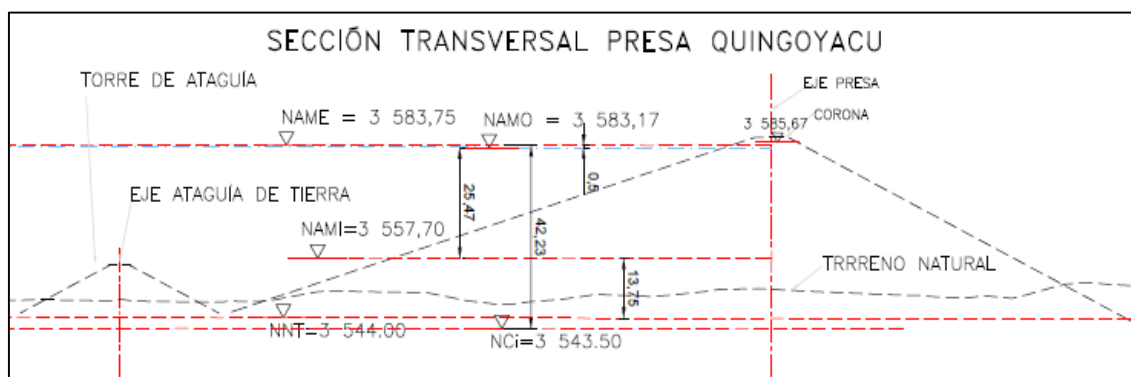 SECCIÓN TRANSVERSAL PRESA QUINGOYACU
TORRE DE ATAGUÍA
EJE PRESA
NAME = 3 583,75
NAMO = 3 583,17
3 585,67
CORONA
EJE ATAGUÍA DE TIERRA
25,47
42,23
0,5
NAMI=3 557,70
TRRRENO NATURAL
13,75
NNT=3 544.00
NCi=3 543.50